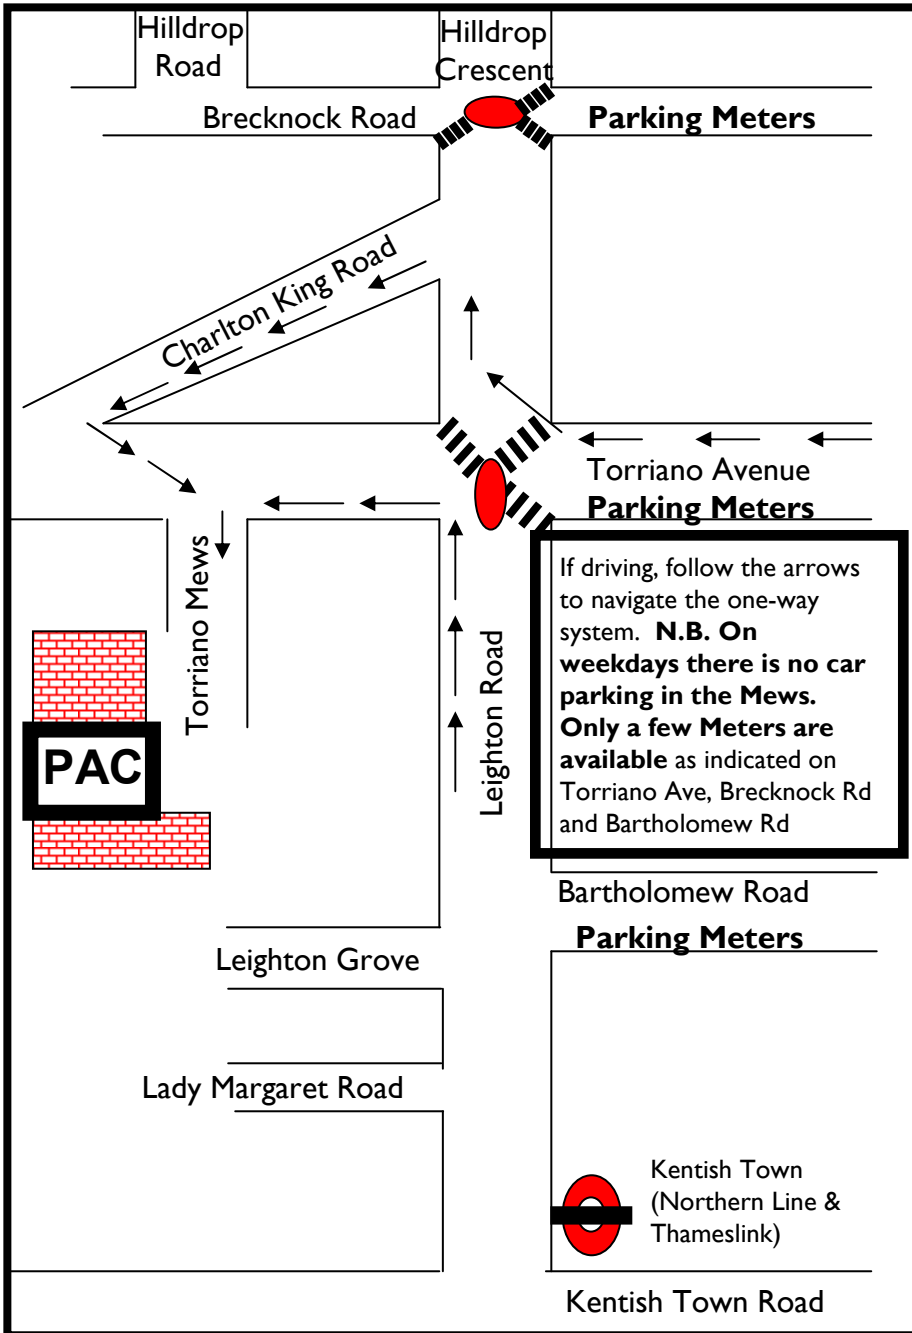 Hilldrop
Road
Hilldrop
Crescent
Brecknock Road
Parking Meters
Charlton King Road
Torriano Avenue
Parking Meters
Torriano Mews
Leighton Road
If driving, follow the arrows
to navigate the one-way
system. N.B. On
weekdays there is no car
parking in the Mews.
Only a few Meters are
available as indicated on
Torriano Ave, Brecknock Rd
and Bartholomew Rd
PAC
Bartholomew Road
Parking Meters
Leighton Grove
Lady Margaret Road
Kentish Town
(Northern Line &
Thameslink)
Kentish Town Road